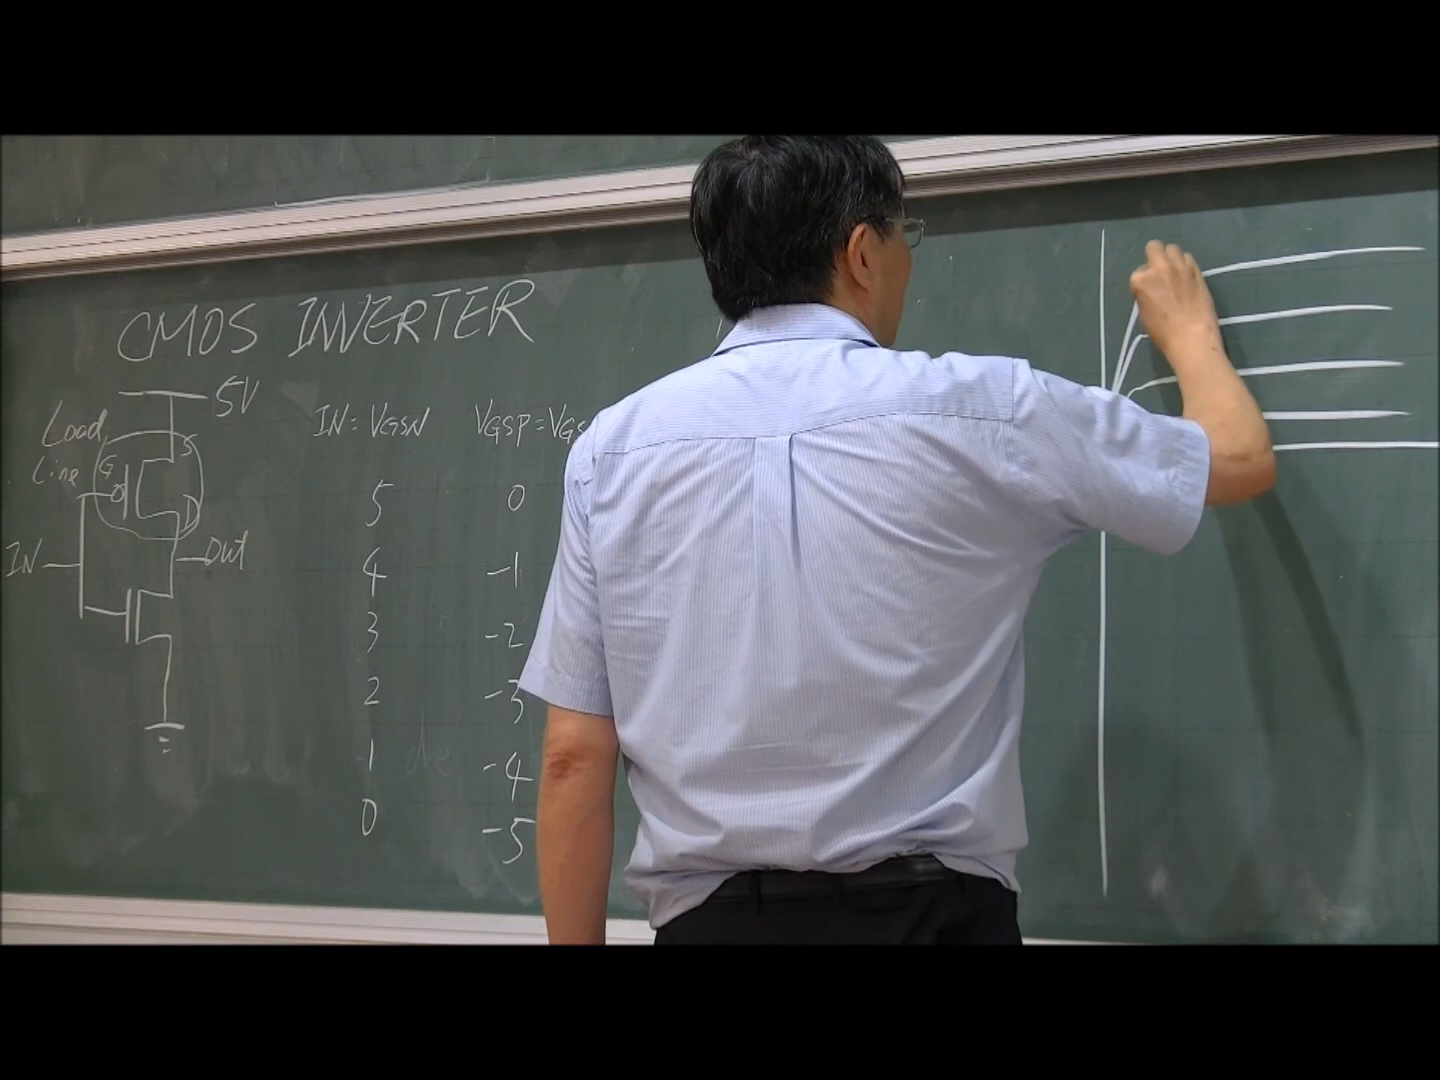 CMOS INVERTER
5V
Load
Line
G
S
D
IN
Out
IN = VGSN VGSP = VGS
5 0
4 -1
3 -2
2 -3
1 -4
0 -5